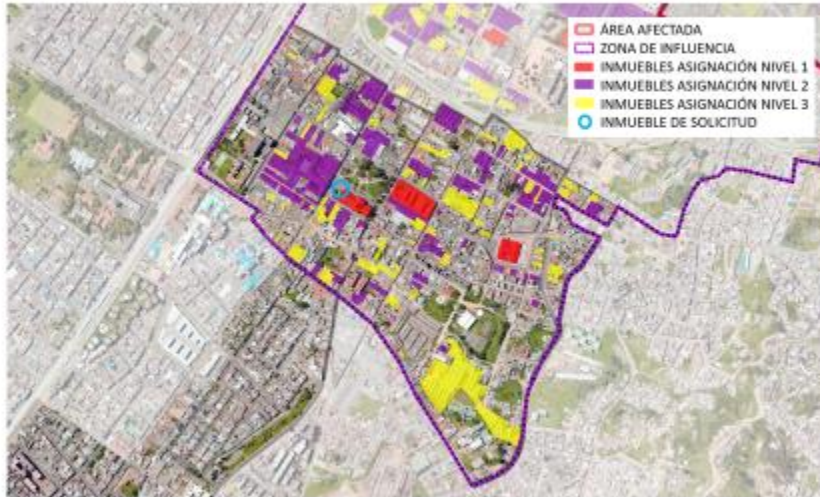 ÁREA AFECTADA
ZONA DE INFLUENCIA
INMUEBLES ASIGNACIÓN NIVEL 1
INMUEBLES ASIGNACIÓN NIVEL 2
INMUEBLES ASIGNACIÓN NIVEL 3
INMUEBLE DE SOLICITUD